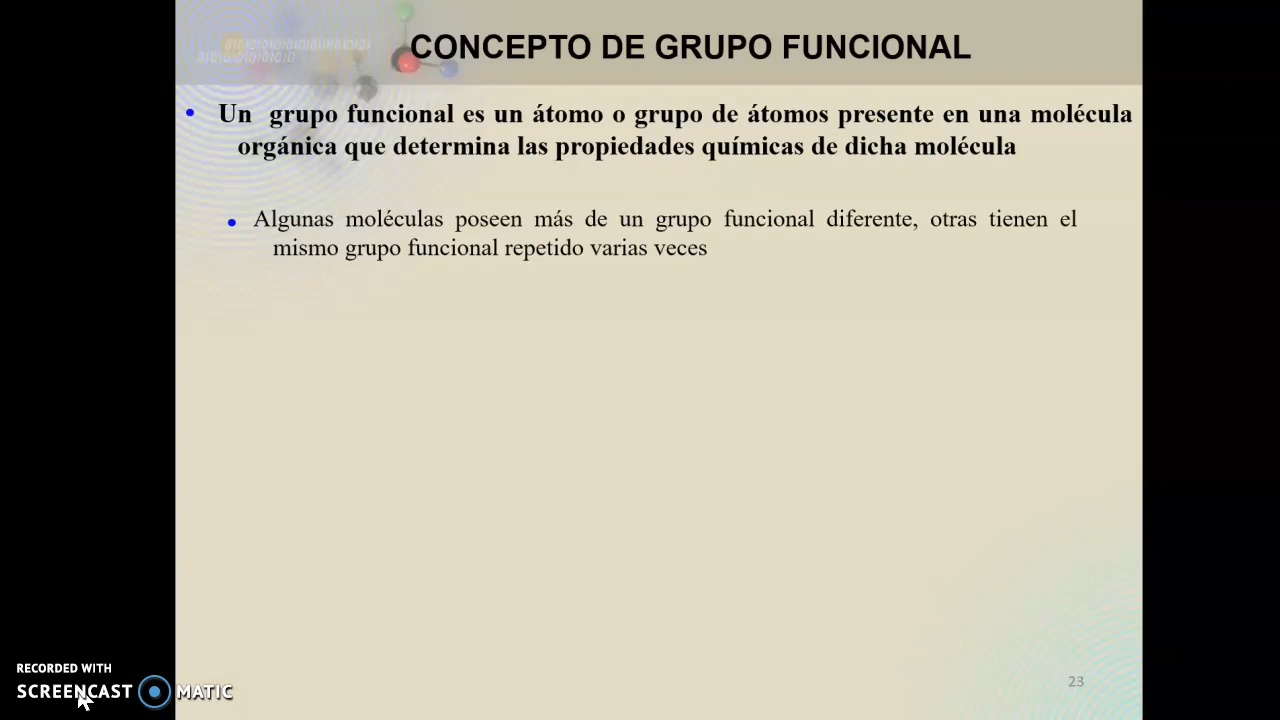 CONCEPTO DE GRUPO FUNCIONAL
• Un grupo funcional es un átomo o grupo de átomos presente en una molécula
orgánica que determina las propiedades químicas de dicha molécula
• Algunas moléculas poseen más de un grupo funcional diferente, otras tienen el
mismo grupo funcional repetido varias veces
23
RECORDED WITH
SCREENCAST MATIC